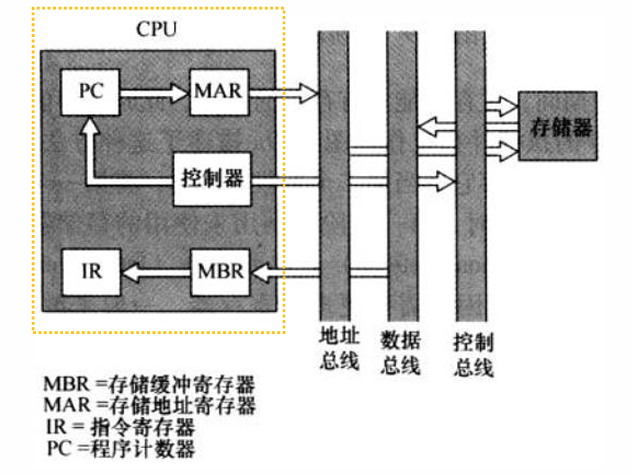 CPU
PC
MAR
存储器
控制器
IR
MBR
地址
总线
数据
总线
控制
总线
MBR =存储缓冲寄存器
MAR =存储地址寄存器
IR = 指令寄存器
PC =程序计数器